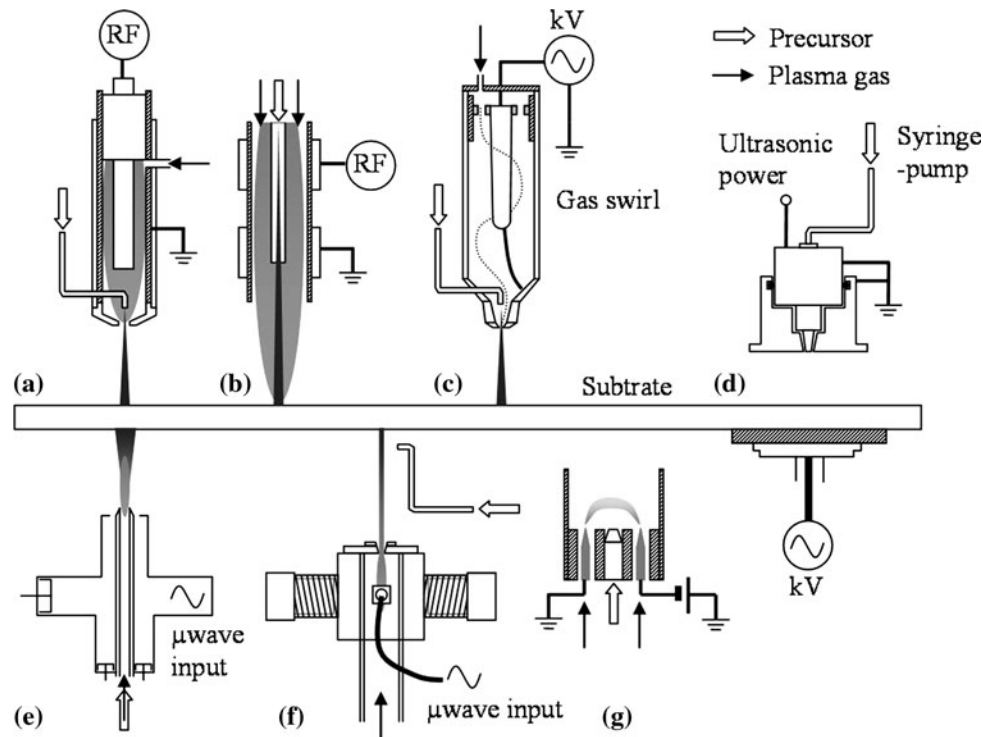 RF
kV
Precursor
Plasma gas
RF
Ultrasonic
power
Syringe
-pump
Gas swirl
(a)
(b)
(c)
(d)
Subtrate
kV
μwave
input
μwave input
(e)
(f)
(g)